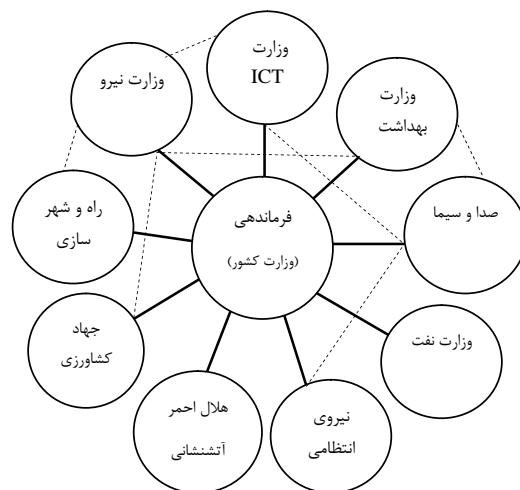 وزارت
ICT
وزارت نیرو
وزارت
بهداشت
راه و شهر
سازی
فرماندهی
(وزارت کشور)
صدا و سیما
جهاد
کشاورزی
وزارت نفت
هلال احمر
آتشنشانی
نیروی
انتظامی